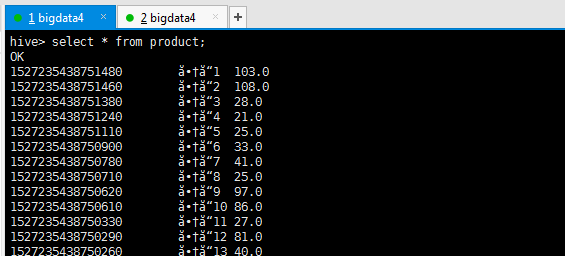 1 bigdata4 × 2 bigdata4 × +
hive> select * from product;
OK
1527235438751480 å•†å“1 103.0
1527235438751460 å•†å“2 108.0
1527235438751380 å•†å“3 28.0
1527235438751240 å•†å“4 21.0
1527235438751110 å•†å“5 25.0
1527235438750900 å•†å“6 33.0
1527235438750780 å•†å“7 41.0
1527235438750710 å•†å“8 25.0
1527235438750620 å•†å“9 97.0
1527235438750610 å•†å“10 86.0
1527235438750330 å•†å“11 27.0
1527235438750290 å•†å“12 81.0
1527235438750260 å•†å“13 40.0